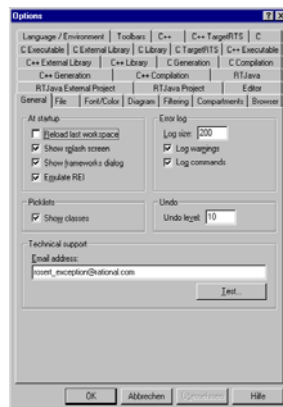 Options
Language / Environment Toolbars C++ C++ TargetRTS C
C Executable C External Library C Library C TargetRTS C++ Executable
C++ External Library C++ Library C Generation C Compilation
C++ Generation C++ Compilation RTJava
RTJava External Project RTJava Project Editor
General File Font/Color Diagram Filtering Compartments Browser
At startup
Reload last workspace
Show splash screen
Show frameworks dialog
Emulate REI
Error log
Log size: 200
Log warnings
Log commands
Picklists
Show classes
Undo
Undo level: 10
Technical support
Email address:
rosert_exception@rational.com
Test...
OK Abbrechen Übernehmen Hilfe